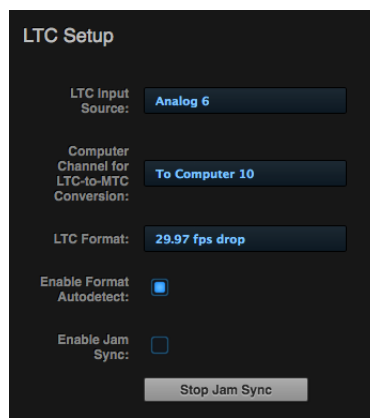 LTC Setup
LTC Input
Source:
Analog 6
Computer
Channel for
LTC-to-MTC
Conversion:
To Computer 10
LTC Format:
29.97 fps drop
Enable Format
Autodetect:
Enable Jam
Sync:
Stop Jam Sync